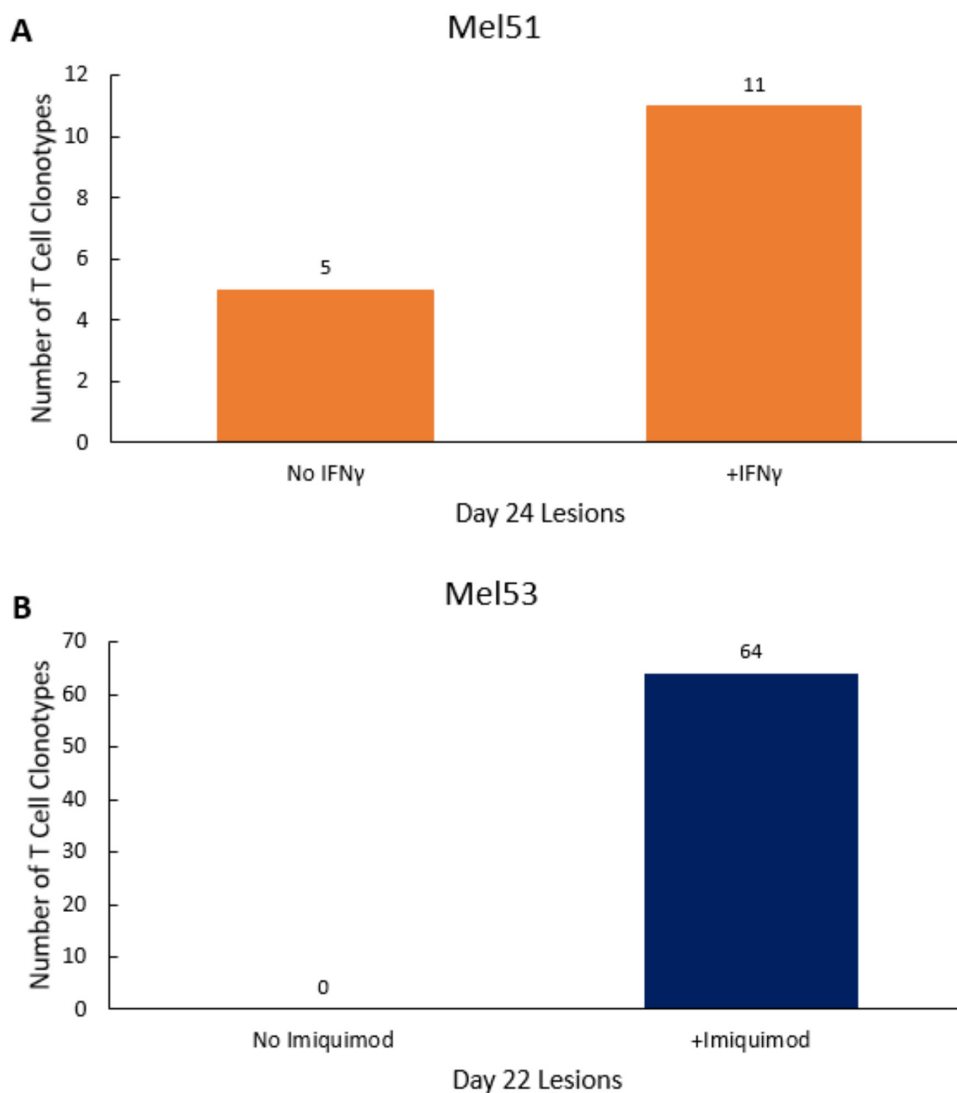 A
Mel51
Number of T Cell Clonotypes
12
10
8
6
4
2
0
5
11
No IFNγ
+IFNγ
Day 24 Lesions
B
Mel53
Number of T Cell Clonotypes
70
60
50
40
30
20
10
0
0
64
No Imiquimod
+Imiquimod
Day 22 Lesions